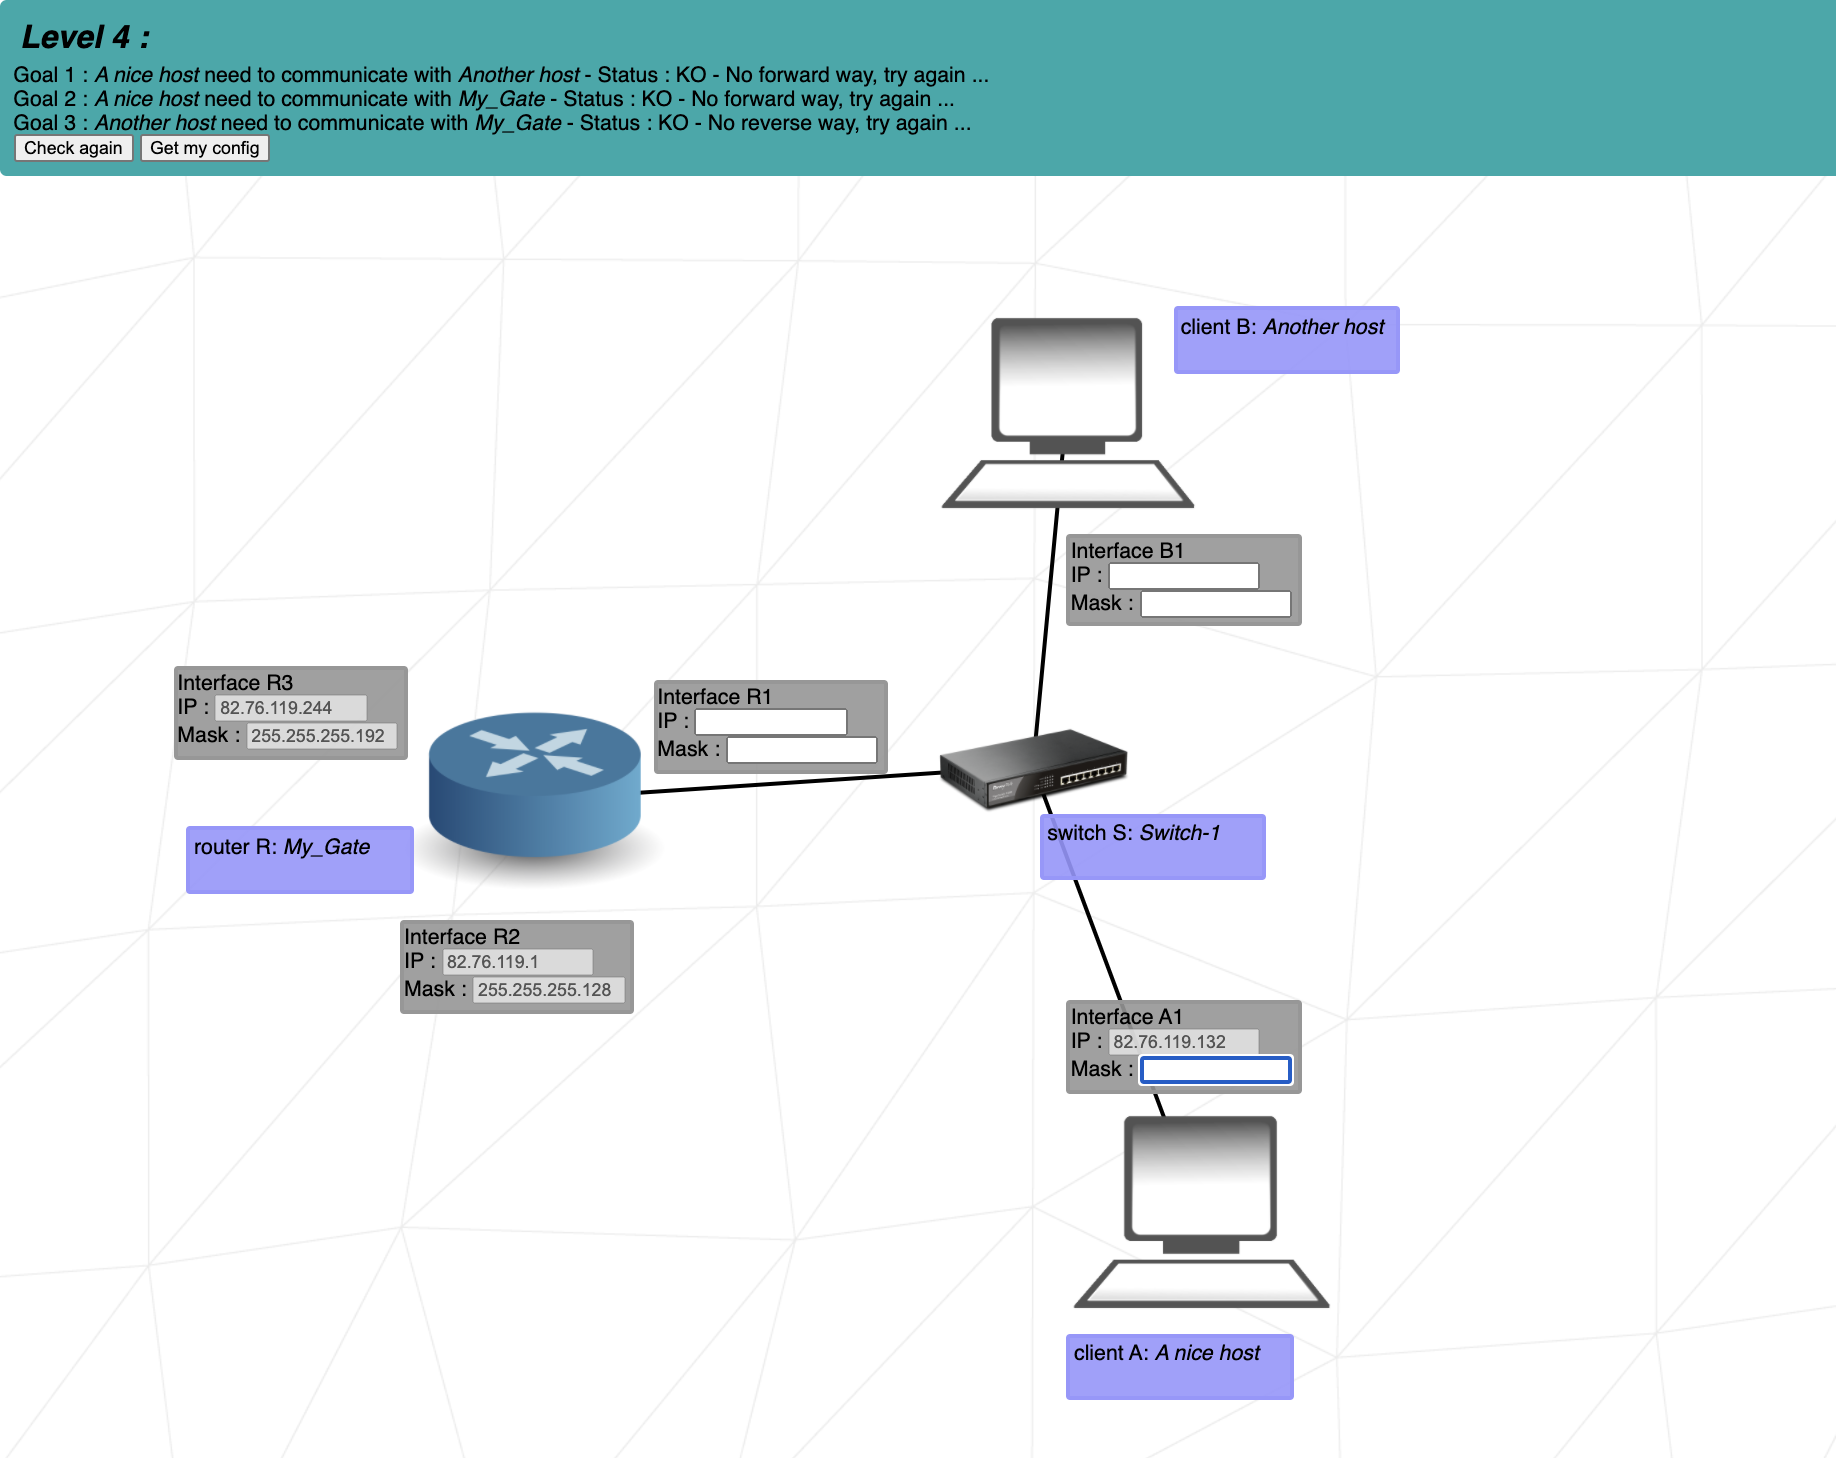 Level 4 :
Goal 1 : A nice host need to communicate with Another host - Status : KO - No forward way, try again ...
Goal 2 : A nice host need to communicate with My_Gate - Status : KO - No forward way, try again ...
Goal 3 : Another host need to communicate with My_Gate - Status : KO - No reverse way, try again ...
Check again Get my config
client B: Another host
Interface B1
IP :
Mask :
Interface R3
IP : 82.76.119.244
Mask : 255.255.255.192
Interface R1
IP :
Mask :
router R: My_Gate
switch S: Switch-1
Interface R2
IP : 82.76.119.1
Mask : 255.255.255.128
Interface A1
IP : 82.76.119.132
Mask :
client A: A nice host